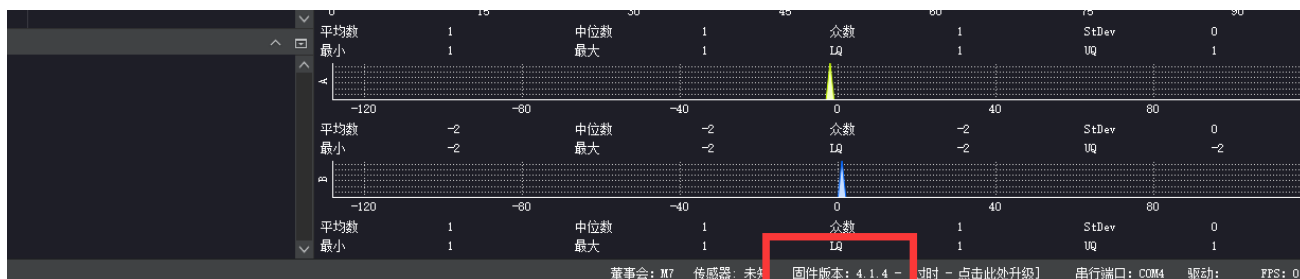 0 15 30 45 60 75 90
平均数 1 中位数 1 众数 1 StDev 0
最小 1 最大 1 LQ 1 UQ 1
A
-120 -80 -40 0 40 80
平均数 -2 中位数 -2 众数 -2 StDev 0
最小 -2 最大 -2 LQ -2 UQ -2
B
-120 -80 -40 0 40 80
平均数 1 中位数 1 众数 1 StDev 0
最小 1 最大 1 LQ 1 UQ 1
董事会: M7 传感器: 未 固件版本: 4.1.4 - 时 - 点击此处升级] 串行端口: COM4 驱动: FPS: